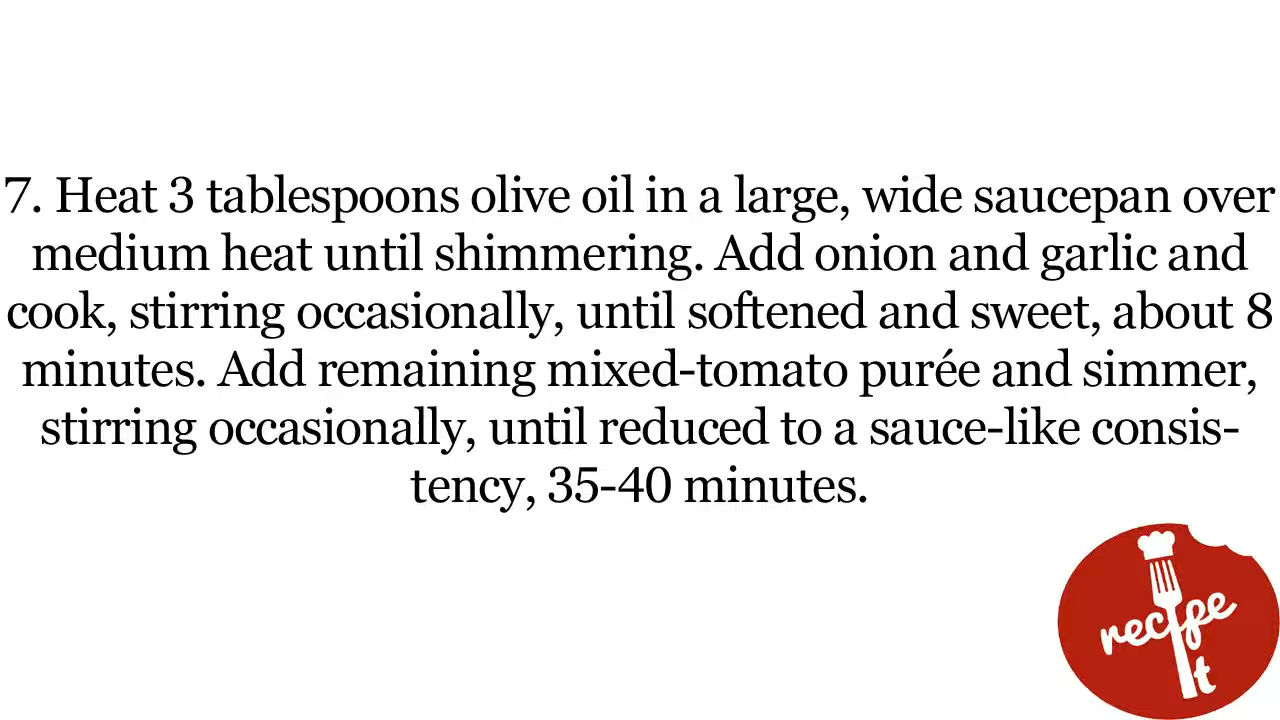 7. Heat 3 tablespoons olive oil in a large, wide saucepan over
medium heat until shimmering. Add onion and garlic and
cook, stirring occasionally, until softened and sweet, about 8
minutes. Add remaining mixed-tomato purée and simmer,
stirring occasionally, until reduced to a sauce-like consis-
tency, 35-40 minutes.
recipe
it